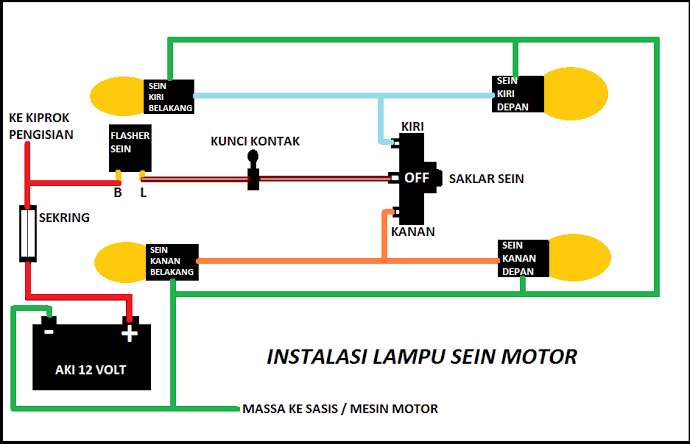 SEIN
KIRI
BELAKANG
SEIN
KIRI
DEPAN
KE KIPROK
PENGISIAN
FLASHER
SEIN
KUNCI KONTAK
KIRI
OFF
SAKLAR SEIN
B
L
SEKRING
KANAN
SEIN
KANAN
BELAKANG
SEIN
KANAN
DEPAN
-
+
AKI 12 VOLT
INSTALASI LAMPU SEIN MOTOR
MASSA KE SASIS / MESIN MOTOR